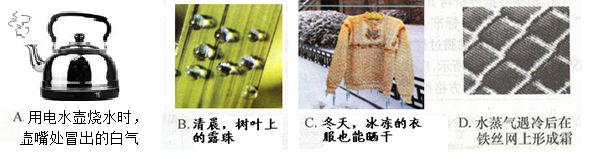 A 用电水壶烧水时，
壶嘴处冒出的白气
B. 清晨，树叶上
的露珠
C. 冬天，冰冻的衣
服也能晒干
D. 水蒸气遇冷后在
铁丝网上形成霜